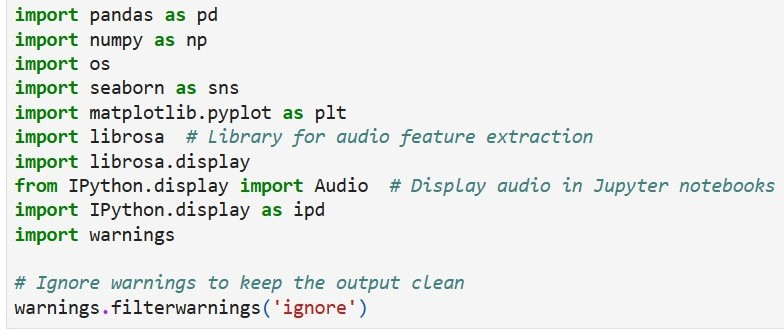 import pandas as pd
import numpy as np
import os
import seaborn as sns
import matplotlib.pyplot as plt
import librosa  # Library for audio feature extraction
import librosa.display
from IPython.display import Audio  # Display audio in Jupyter notebooks
import IPython.display as ipd
import warnings

# Ignore warnings to keep the output clean
warnings.filterwarnings('ignore')